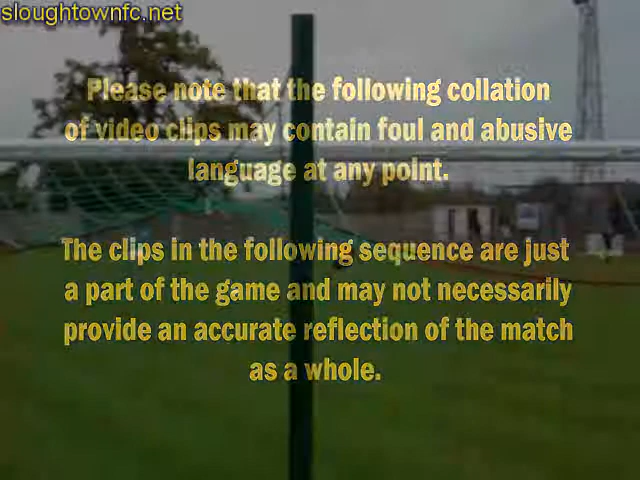 sloughtownfc.net
Please note that the following collation
of video clips may contain foul and abusive
language at any point.
The clips in the following sequence are just
a part of the game and may not necessarily
provide an accurate reflection of the match
as a whole.